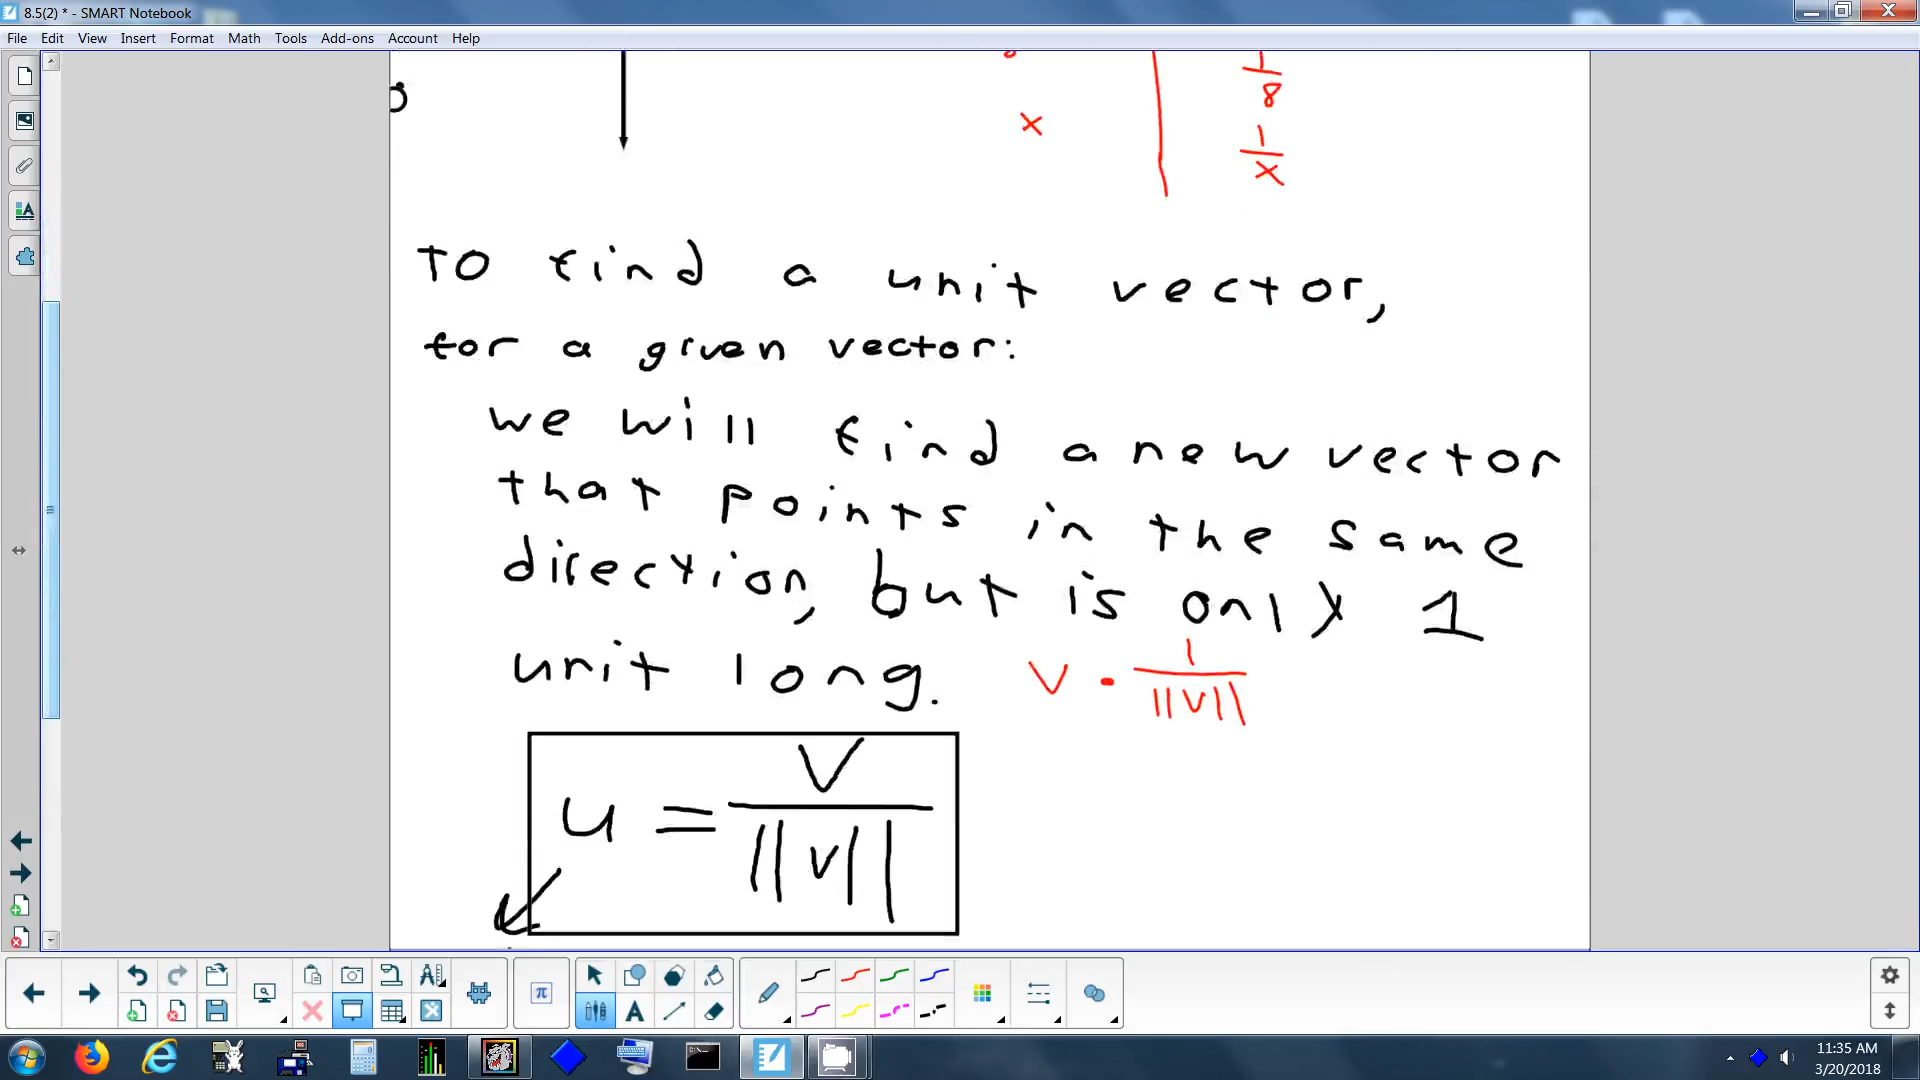 8.5(2) * - SMART Notebook
File Edit View Insert Format Math Tools Add-ons Account Help
1/8
x 1/x
TO find a unit vector,
for a given vector:
we will find a new vector
that points in the same
direction, but is only 1
unit long. v · 1/||v||
u = v/||v||
π
A
11:35 AM
3/20/2018